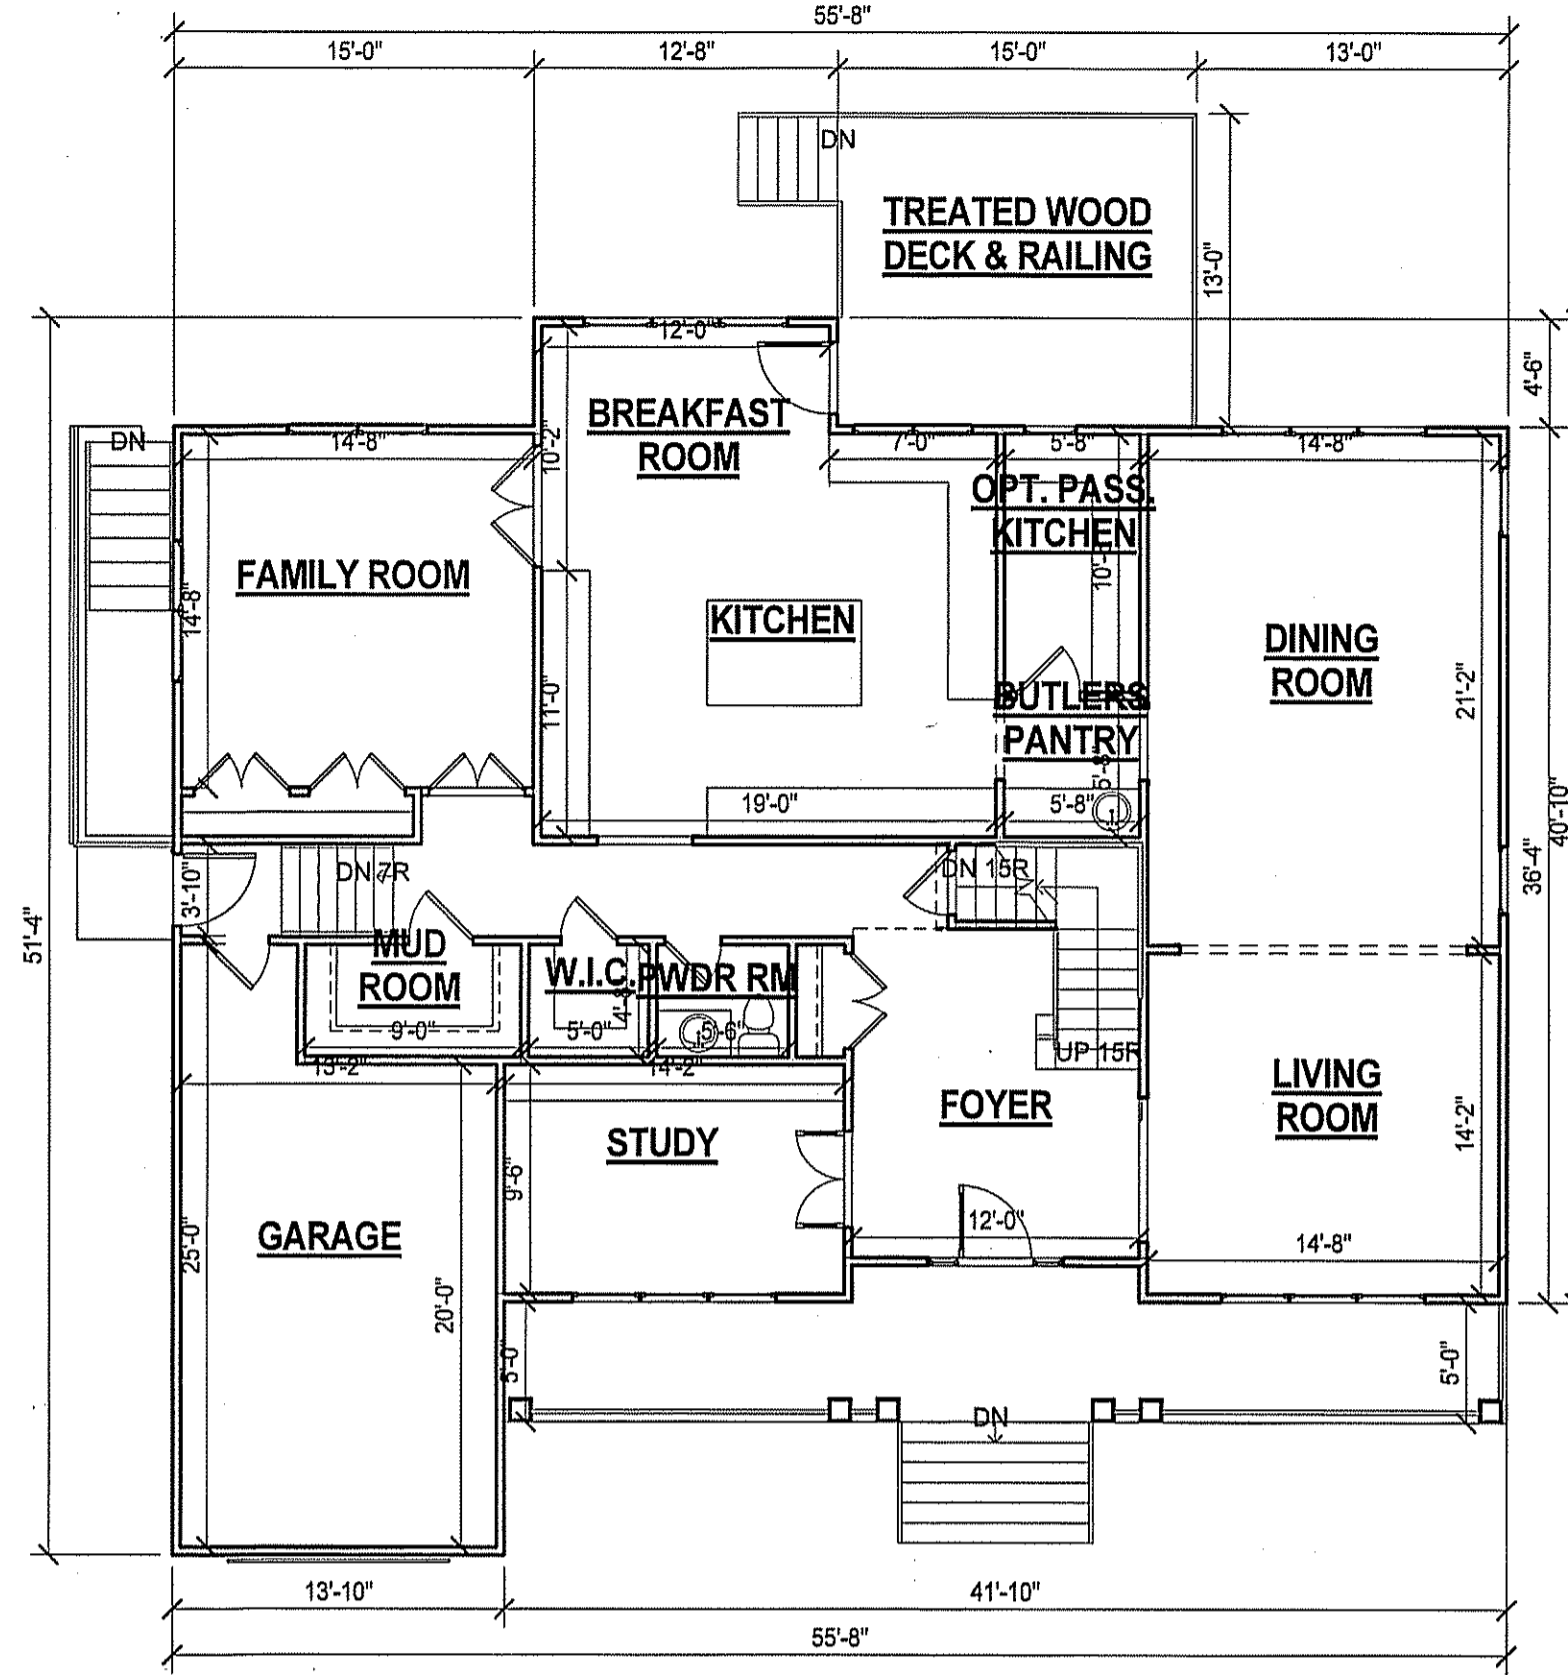 55'-8"
15'-0"
12'-8"
15'-0"
13'-0"
DN
TREATED WOOD
DECK & RAILING
13'-0"
12'-0"
4'-6"
BREAKFAST
ROOM
10'-2"
DN
14'-8"
7'-0"
5'-8"
14'-8"
OPT. PASS.
KITCHEN
FAMILY ROOM
14'-8"
KITCHEN
DINING
ROOM
21'-2"
11'-0"
BUTLERS
PANTRY
19'-0"
5'-8"
40'-10"
36'-4"
51'-4"
3'-10"
DN 7R
DN 15R
MUD
ROOM
W.I.C.
PWDR RM
4'-8"
9'-0"
5'-0"
5'-6"
13'-2"
14'-2"
UP 15R
FOYER
LIVING
ROOM
14'-2"
STUDY
9'-6"
GARAGE
25'-0"
20'-0"
12'-0"
14'-8"
5'-0"
5'-0"
DN
13'-10"
41'-10"
55'-8"